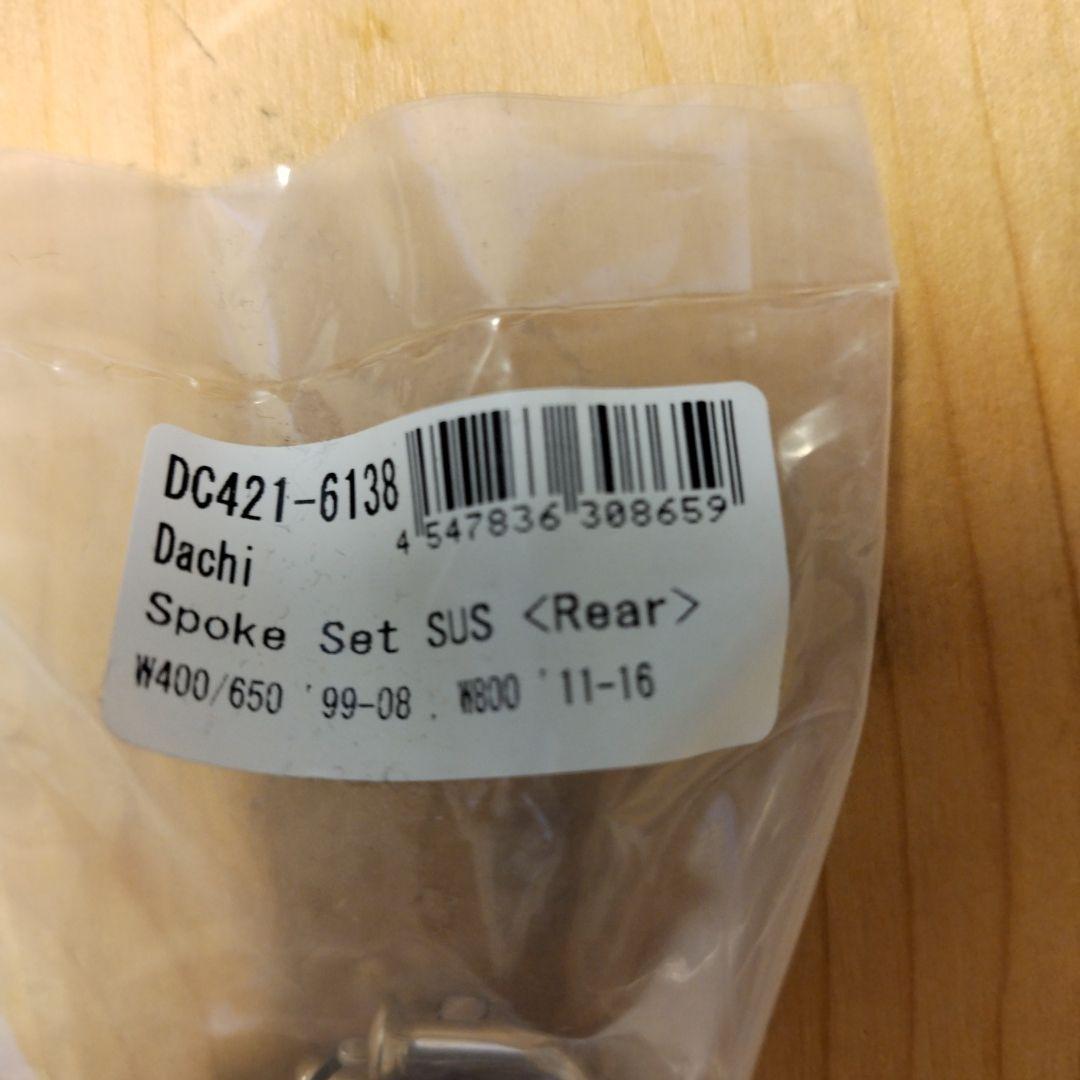 DC421-6138
4 547836 308659
Dachi
Spoke Set SUS <Rear>
W400/650 '99-08 . W800 '11-16